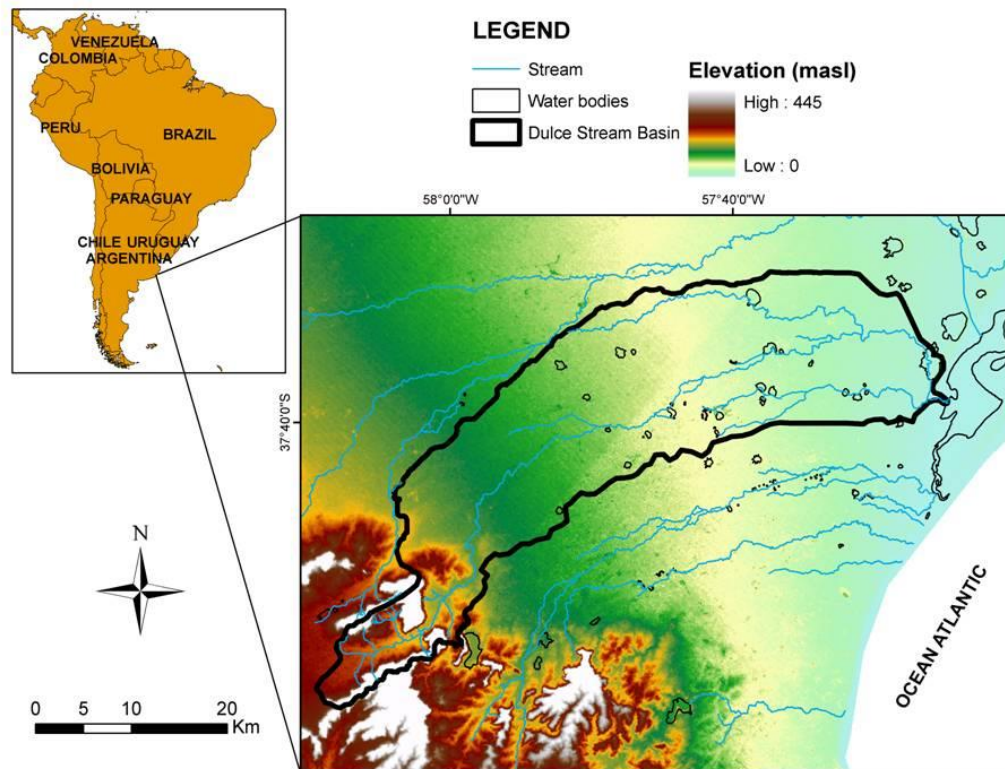 VENEZUELA
COLOMBIA
PERU
BRAZIL
BOLIVIA
PARAGUAY
CHILE URUGUAY
ARGENTINA
LEGEND
Stream
Water bodies
Dulce Stream Basin
Elevation (masl)
High : 445
Low : 0
58°0'0"W
57°40'0"W
37°40'0"S
N
0 5 10 20
Km
OCEAN ATLANTIC